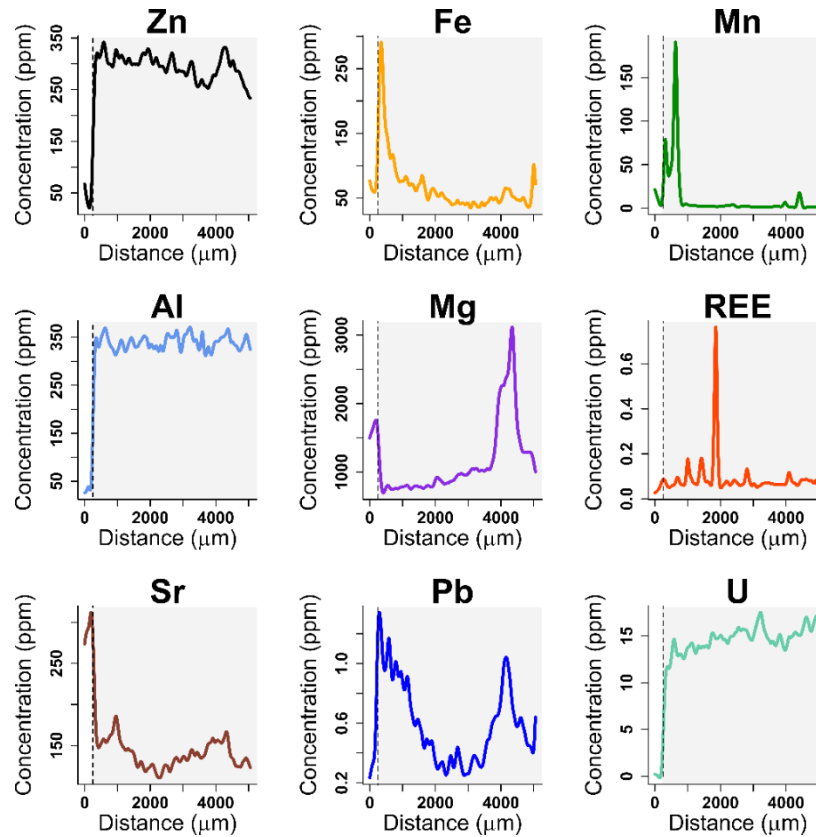 Zn
Concentration (ppm)
350
250
150
50
0
2000
4000
Distance (μm)
Fe
Concentration (ppm)
250
150
50
0
2000
4000
Distance (μm)
Mn
Concentration (ppm)
150
100
50
0
0
2000
4000
Distance (μm)
Al
Concentration (ppm)
350
250
150
50
0
2000
4000
Distance (μm)
Mg
Concentration (ppm)
3000
2000
1000
0
2000
4000
Distance (μm)
REE
Concentration (ppm)
0.6
0.4
0.2
0.0
0
2000
4000
Distance (μm)
Sr
Concentration (ppm)
250
150
0
2000
4000
Distance (μm)
Pb
Concentration (ppm)
1.0
0.6
0.2
0
2000
4000
Distance (μm)
U
Concentration (ppm)
15
10
5
0
0
2000
4000
Distance (μm)